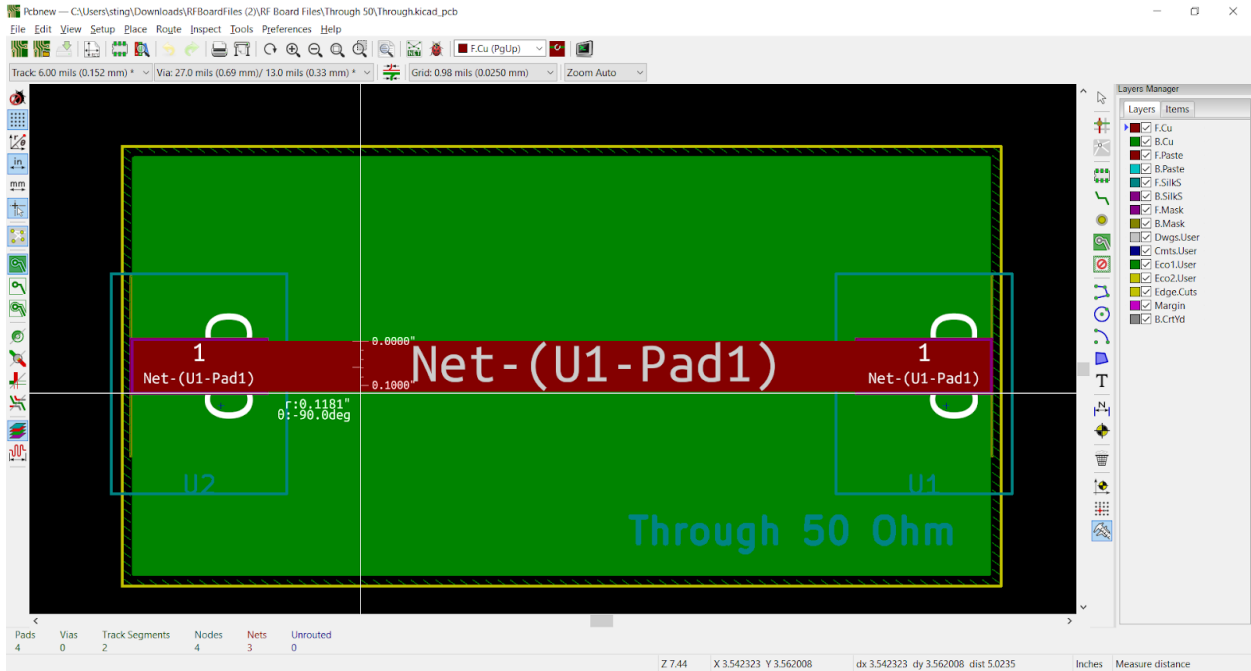 Pcbnew — C:\Users\sting\Downloads\RFBoardFiles (2)\RF Board Files\Through 50\Through.kicad_pcb
File Edit View Setup Place Route Inspect Tools Preferences Help
F.Cu (PgUp)
Track: 6.00 mils (0.152 mm) * Via: 27.0 mils (0.69 mm)/ 13.0 mils (0.33 mm) * Grid: 0.98 mils (0.0250 mm) Zoom Auto
Layers Manager
Layers Items
F.Cu
B.Cu
F.Paste
B.Paste
F.SilkS
B.SilkS
F.Mask
B.Mask
Dwgs.User
Cmts.User
Eco1.User
Eco2.User
Edge.Cuts
Margin
B.CrtYd
in
mm
T
N
0.0000"
1 Net-(U1-Pad1) 1
Net-(U1-Pad1) 0.1000" Net-(U1-Pad1)
r:0.1181"
θ:-90.0deg
U2 U1
Through 50 Ohm
Pads Vias Track Segments Nodes Nets Unrouted
4 0 2 4 3 0
Z 7.44 X 3.542323 Y 3.562008 dx 3.542323 dy 3.562008 dist 5.0235 Inches Measure distance